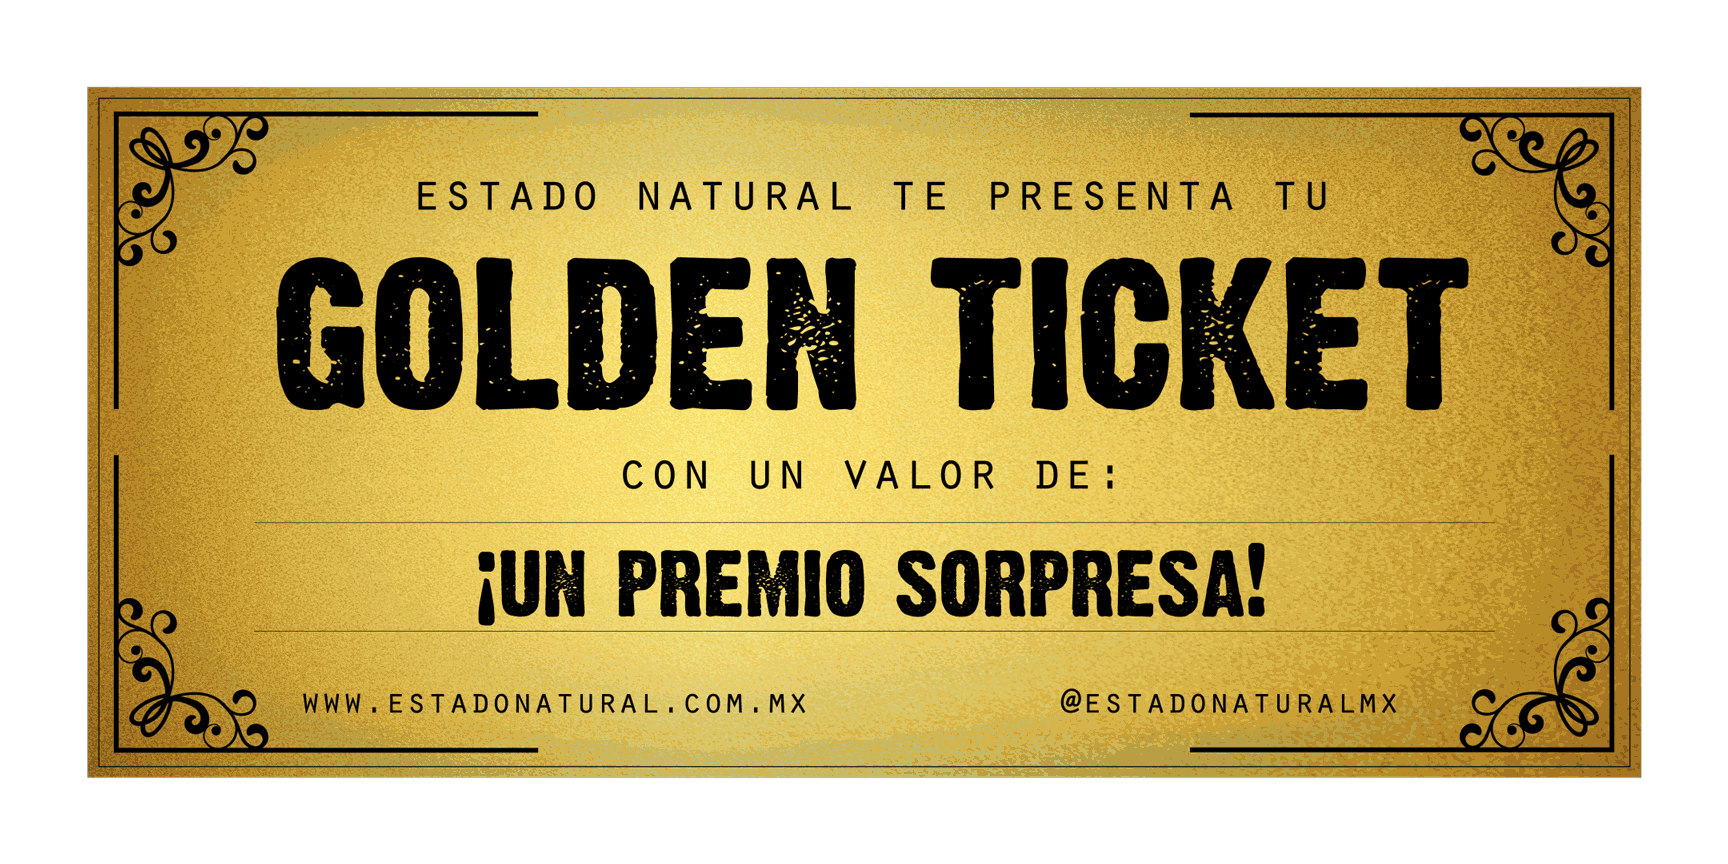 ESTADO NATURAL TE PRESENTA TU
GOLDEN TICKET
CON UN VALOR DE:
¡UN PREMIO SORPRESA!
WWW.ESTADONATURAL.COM.MX
@ESTADONATURALMX